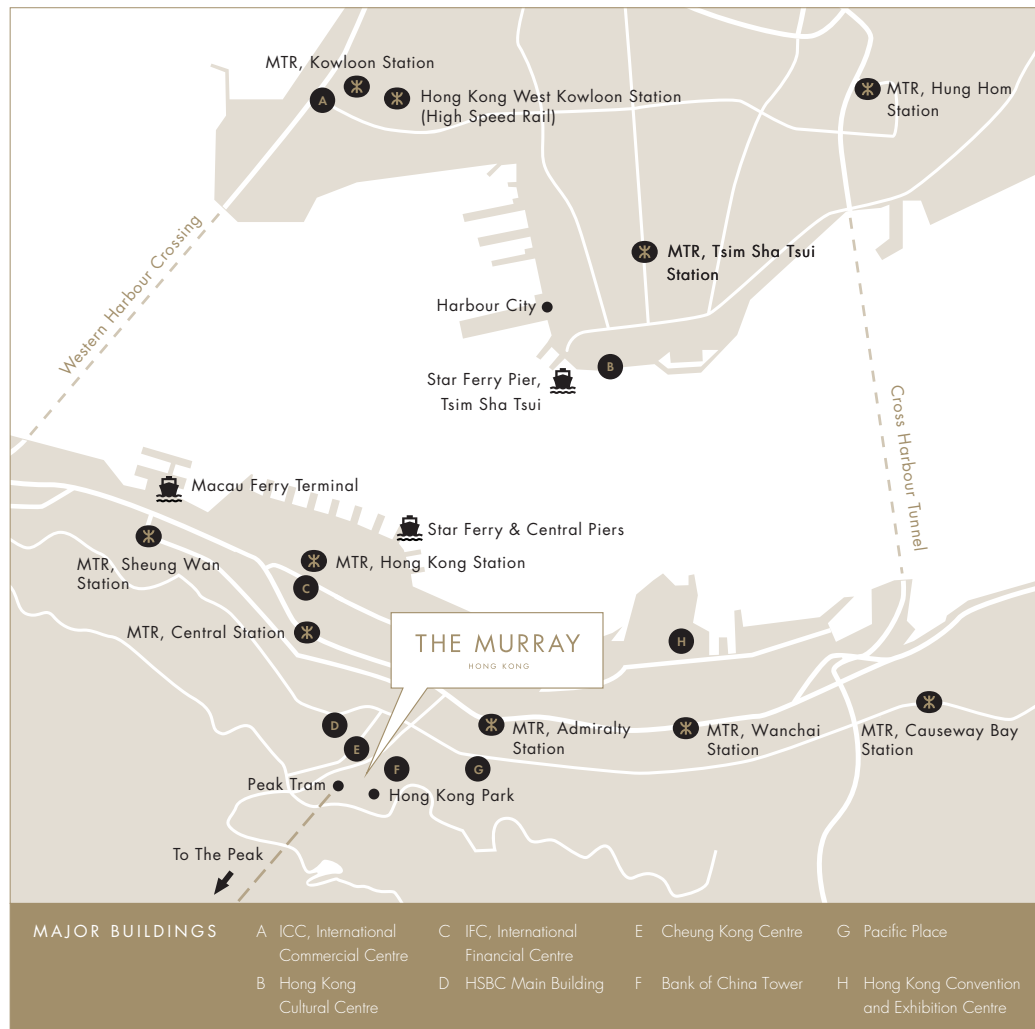 MTR, Kowloon Station
A
Hong Kong West Kowloon Station
(High Speed Rail)
MTR, Hung Hom
Station
Western Harbour Crossing
MTR, Tsim Sha Tsui
Station
Harbour City
B
Star Ferry Pier,
Tsim Sha Tsui
Cross Harbour Tunnel
Macau Ferry Terminal
Star Ferry & Central Piers
MTR, Sheung Wan
Station
MTR, Hong Kong Station
C
MTR, Central Station
THE MURRAY
HONG KONG
H
D
E
MTR, Admiralty
Station
MTR, Wanchai
Station
MTR, Causeway Bay
Station
F
G
Peak Tram
Hong Kong Park
To The Peak
MAJOR BUILDINGS
A ICC, International
Commercial Centre
B Hong Kong
Cultural Centre
C IFC, International
Financial Centre
D HSBC Main Building
E Cheung Kong Centre
F Bank of China Tower
G Pacific Place
H Hong Kong Convention
and Exhibition Centre